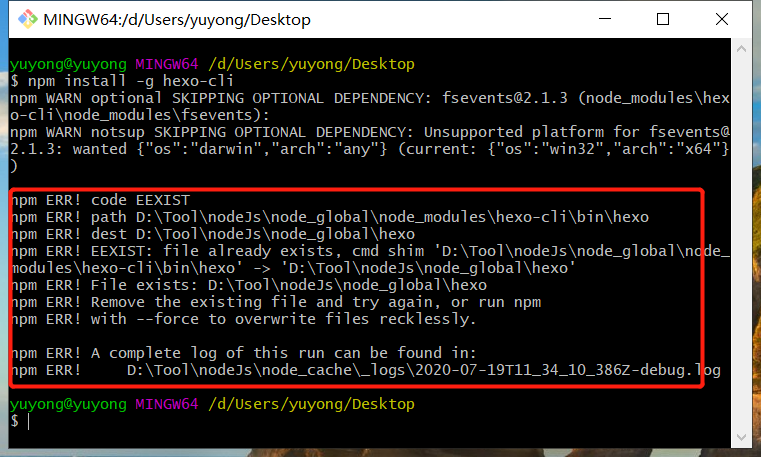 MINGW64:/d/Users/yuyong/Desktop
yuyong@yuyong MINGW64 /d/Users/yuyong/Desktop
$ npm install -g hexo-cli
npm WARN optional SKIPPING OPTIONAL DEPENDENCY: fsevents@2.1.3 (node_modules\hex
o-cli\node_modules\fsevents):
npm WARN notsup SKIPPING OPTIONAL DEPENDENCY: Unsupported platform for fsevents@
2.1.3: wanted {"os":"darwin","arch":"any"} (current: {"os":"win32","arch":"x64"}
)
npm ERR! code EEXIST
npm ERR! path D:\Tool\nodeJs\node_global\node_modules\hexo-cli\bin\hexo
npm ERR! dest D:\Tool\nodeJs\node_global\hexo
npm ERR! EEXIST: file already exists, cmd shim 'D:\Tool\nodeJs\node_global\node_
modules\hexo-cli\bin\hexo' -> 'D:\Tool\nodeJs\node_global\hexo'
npm ERR! File exists: D:\Tool\nodeJs\node_global\hexo
npm ERR! Remove the existing file and try again, or run npm
npm ERR! with --force to overwrite files recklessly.
npm ERR! A complete log of this run can be found in:
npm ERR!     D:\Tool\nodeJs\node_cache\_logs\2020-07-19T11_34_10_386Z-debug.log
yuyong@yuyong MINGW64 /d/Users/yuyong/Desktop
$